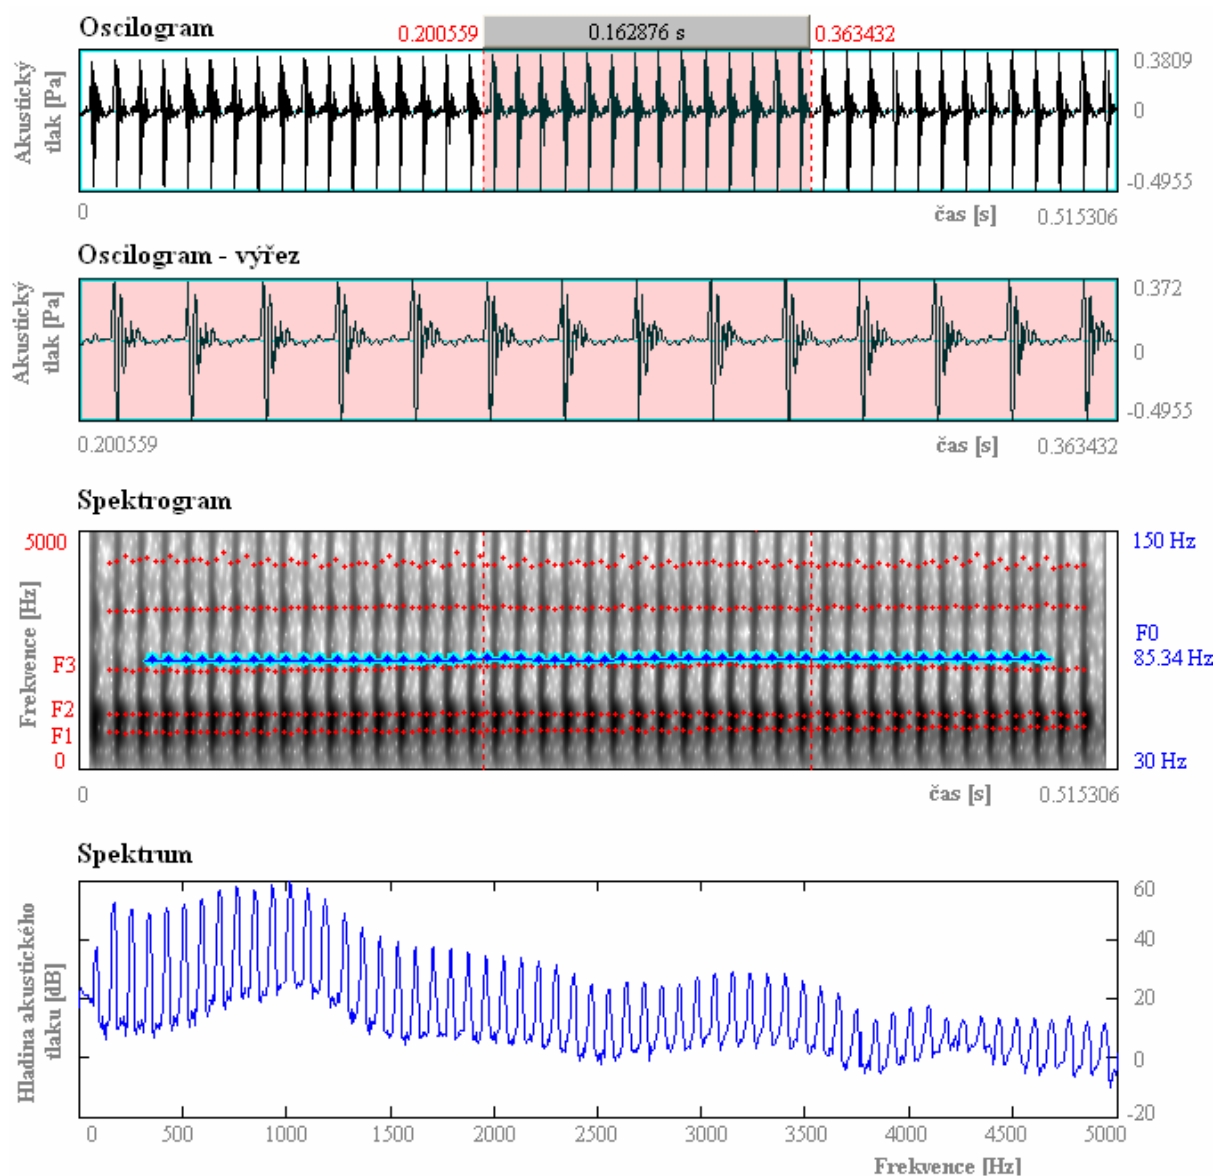 Oscilogram
0.200559 0.162876 s 0.363432
Akustický
tlak [Pa]
0.3809
0
-0.4955
0 čas [s] 0.515306
Oscilogram - výřez
Akustický
tlak [Pa]
0.372
0
-0.4955
0.200559 čas [s] 0.363432
Spektrogram
Frekvence [Hz]
5000
F3
F2
F1
0
150 Hz
F0
85.34 Hz
30 Hz
0 čas [s] 0.515306
Spektrum
Hladina akustického
tlaku [dB]
60
40
20
0
-20
0 500 1000 1500 2000 2500 3000 3500 4000 4500 5000
Frekvence [Hz]